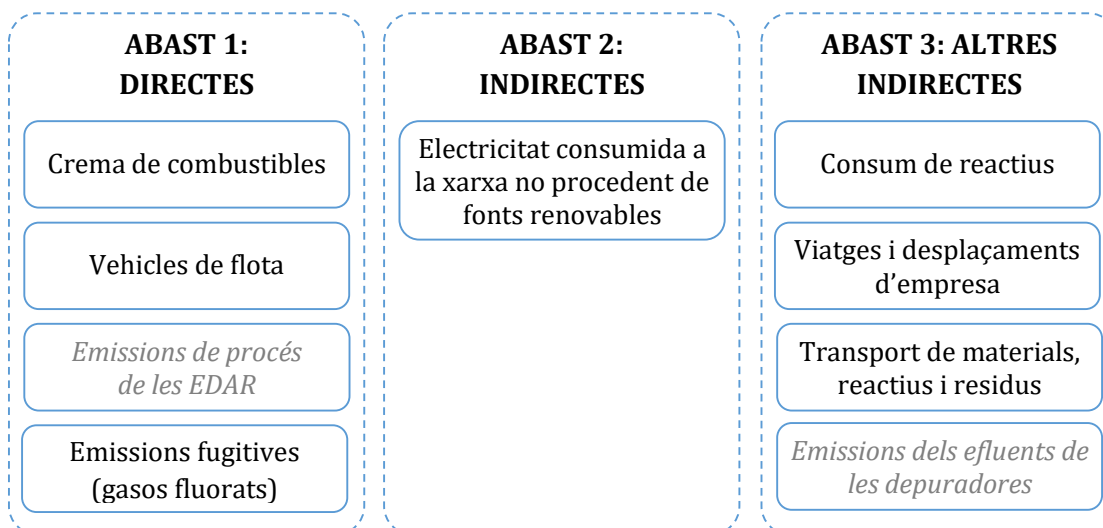 ABAST 1:
DIRECTES
Crema de combustibles
Vehicles de flota
Emissions de procés
de les EDAR
Emissions fugitives
(gasos fluorats)
ABAST 2:
INDIRECTES
Electricitat consumida a
la xarxa no procedent de
fonts renovables
ABAST 3: ALTRES
INDIRECTES
Consum de reactius
Viatges i desplaçaments
d’empresa
Transport de materials,
reactius i residus
Emissions dels efluents de
les depuradores